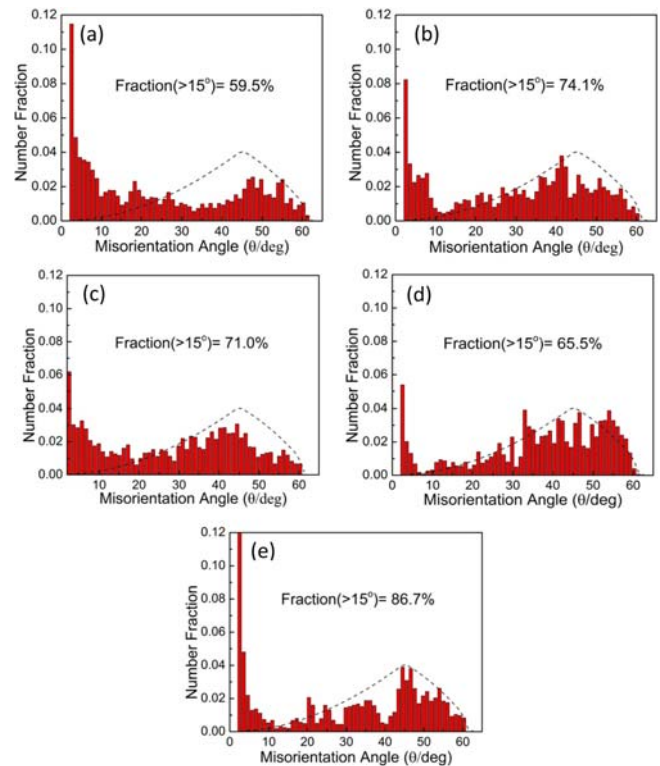 (a)
Fraction(>15°)= 59.5%
0.12
0.10
0.08
0.06
0.04
0.02
0.00
Number Fraction
0 10 20 30 40 50 60
Misorientation Angle (θ/deg)
(b)
Fraction(>15°)= 74.1%
0.12
0.10
0.08
0.06
0.04
0.02
0.00
Number Fraction
0 10 20 30 40 50 60
Misorientation Angle (θ/deg)
(c)
Fraction(>15°)= 71.0%
0.12
0.10
0.08
0.06
0.04
0.02
0.00
Number Fraction
10 20 30 40 50 60
Misorientation Angle (θ/deg)
(d)
Fraction(>15°)= 65.5%
0.12
0.10
0.08
0.06
0.04
0.02
0.00
Number Fraction
0 10 20 30 40 50 60
Misorientation Angle (θ/deg)
(e)
Fraction(>15°)= 86.7%
0.12
0.10
0.08
0.06
0.04
0.02
0.00
Number Fraction
0 10 20 30 40 50 60
Misorientation Angle (θ/deg)